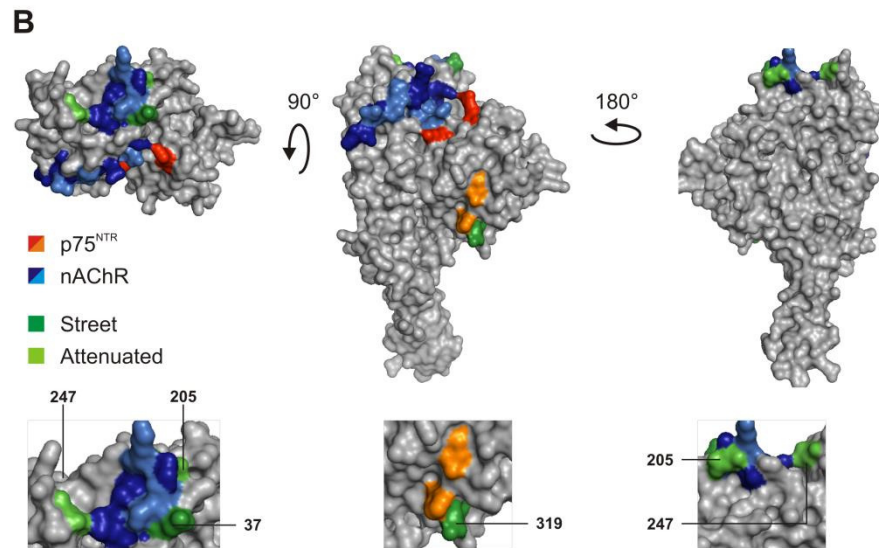 B
90°
180°
p75NTR
nAChR
Street
Attenuated
247
205
37
319
205
247